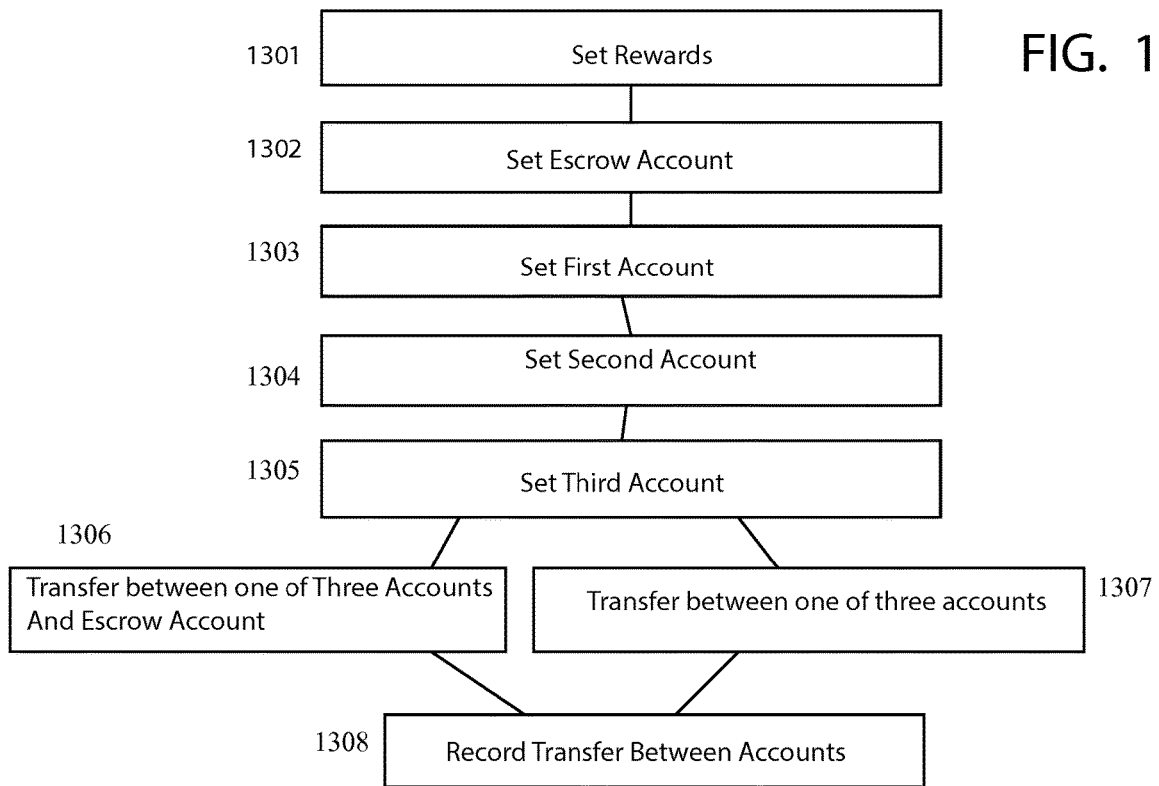 FIG. 1
1301
Set Rewards
1302
Set Escrow Account
1303
Set First Account
1304
Set Second Account
1305
Set Third Account
1306
Transfer between one of Three Accounts
And Escrow Account
Transfer between one of three accounts
1307
1308
Record Transfer Between Accounts